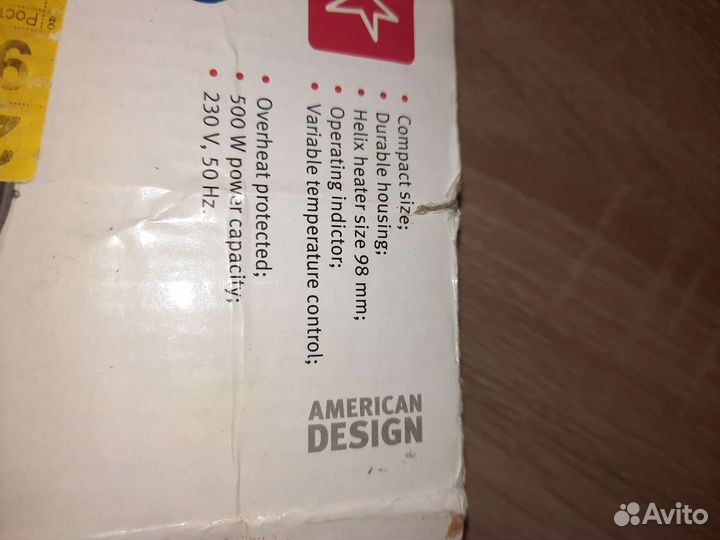 • Compact size;
• Durable housing;
• Helix heater size 98 mm;
• Operating indictor;
• Variable temperature control;
• Overheat protected;
• 500 W power capacity;
• 230 V, 50 Hz.
AMERICAN
DESIGN
Avito